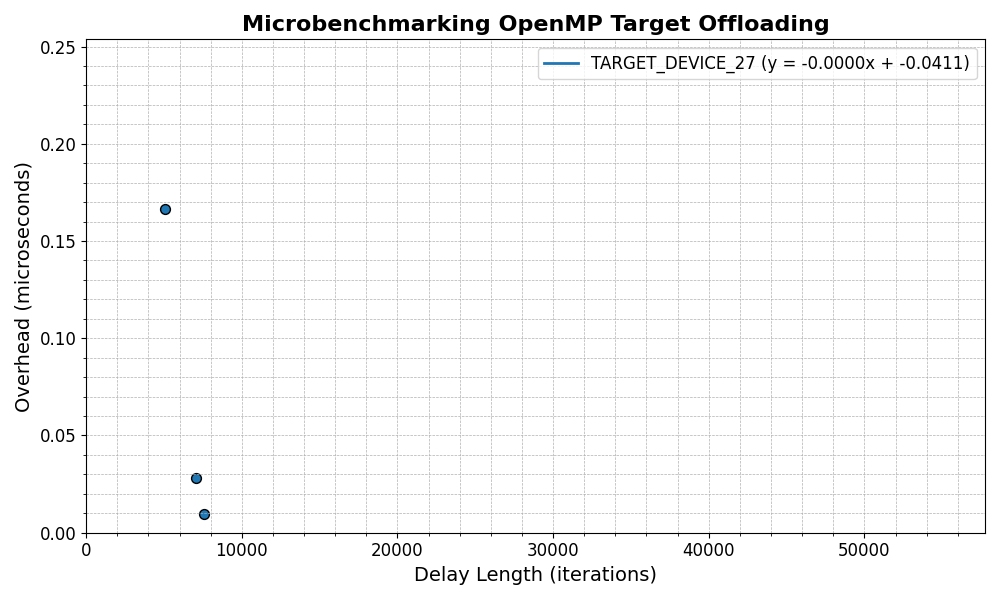 Microbenchmarking OpenMP Target Offloading
TARGET_DEVICE_27 (y = -0.0000x + -0.0411)
Overhead (microseconds)
0.25
0.20
0.15
0.10
0.05
0.00
0 10000 20000 30000 40000 50000
Delay Length (iterations)